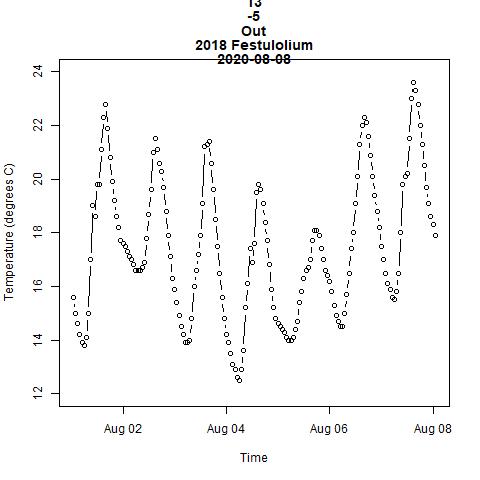 13
-5
Out
2018 Festulolium
2020-08-08
24
22
20
18
16
14
12
Temperature (degrees C)
Aug 02
Aug 04
Aug 06
Aug 08
Time